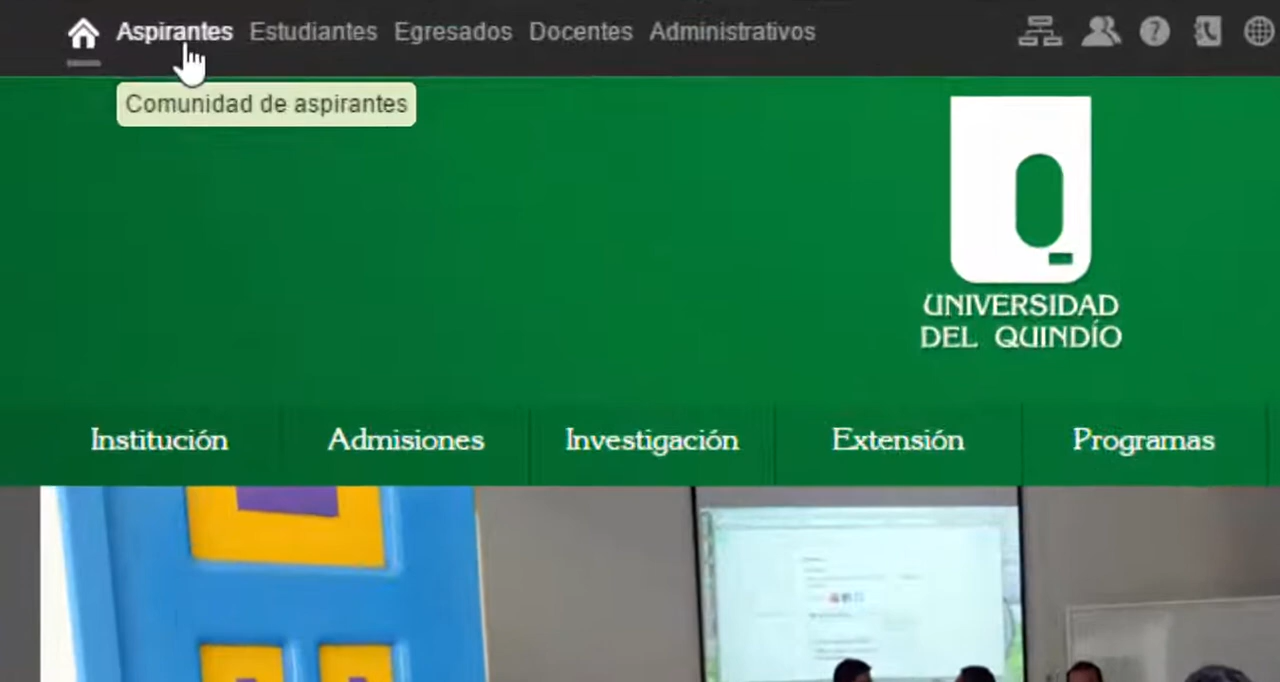 Aspirantes Estudiantes Egresados Docentes Administrativos
Comunidad de aspirantes
UNIVERSIDAD
DEL QUINDÍO
Institución Admisiones Investigación Extensión Programas